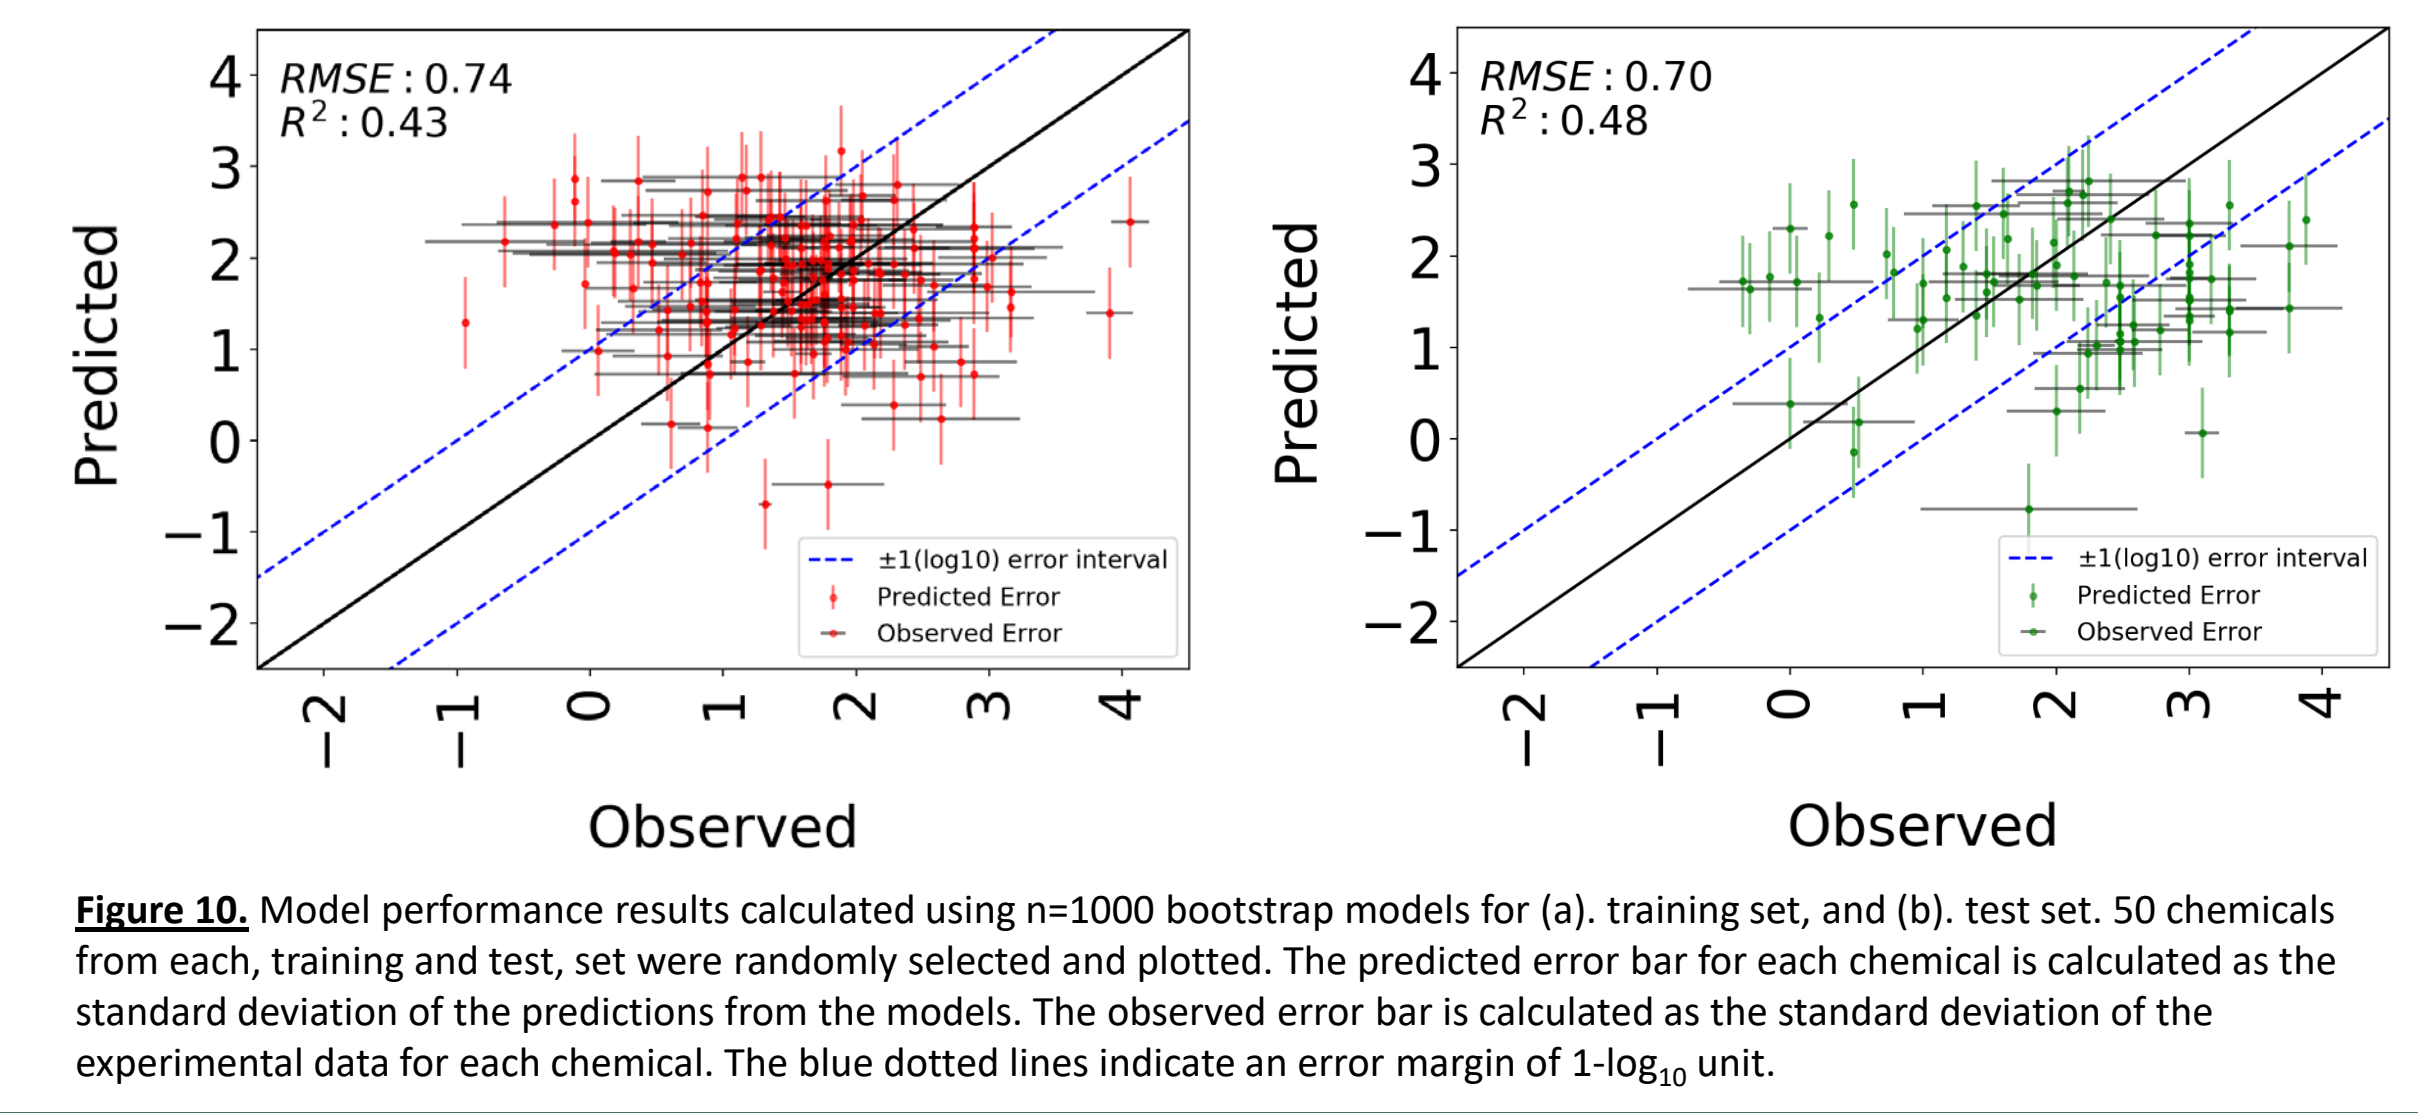 RMSE : 0.74
R² : 0.43
4
3
2
1
0
−1
−2
Predicted
±1(log10) error interval
Predicted Error
Observed Error
−2
−1
0
1
2
3
4
Observed
RMSE : 0.70
R² : 0.48
4
3
2
1
0
−1
−2
Predicted
±1(log10) error interval
Predicted Error
Observed Error
−2
−1
0
1
2
3
4
Observed
Figure 10. Model performance results calculated using n=1000 bootstrap models for (a). training set, and (b). test set. 50 chemicals
from each, training and test, set were randomly selected and plotted. The predicted error bar for each chemical is calculated as the
standard deviation of the predictions from the models. The observed error bar is calculated as the standard deviation of the
experimental data for each chemical. The blue dotted lines indicate an error margin of 1-log₁₀ unit.